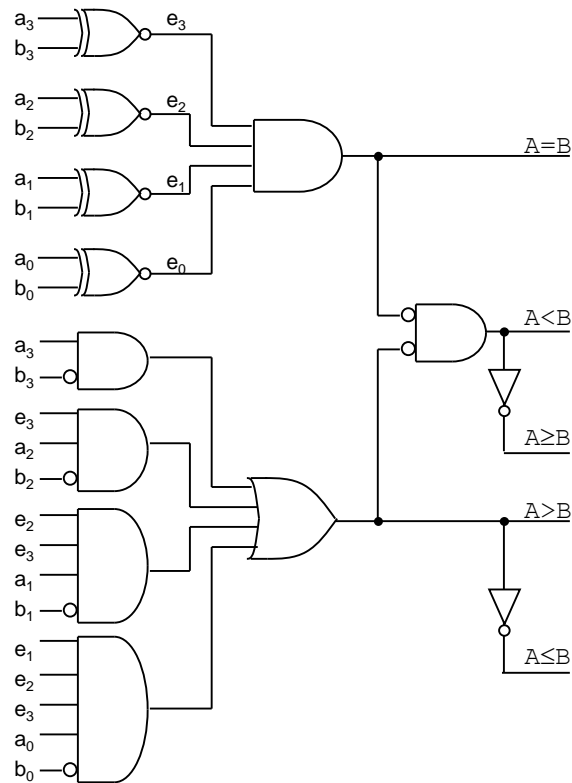 a₃ e₃
b₃
a₂ e₂
b₂
A=B
a₁ e₁
b₁
a₀ e₀
b₀
A<B
a₃
b₃
A≥B
e₃
a₂
b₂
e₂
A>B
e₃
a₁
b₁
e₁
A≤B
e₂
e₃
a₀
b₀